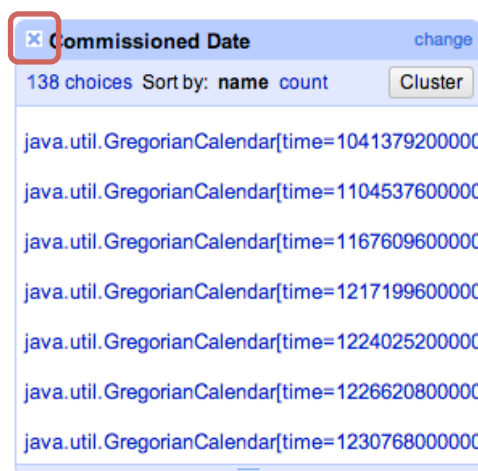 Commissioned Date change
138 choices Sort by: name count Cluster
java.util.GregorianCalendar[time=1041379200000
java.util.GregorianCalendar[time=1104537600000
java.util.GregorianCalendar[time=1167609600000
java.util.GregorianCalendar[time=1217199600000
java.util.GregorianCalendar[time=1224025200000
java.util.GregorianCalendar[time=1226620800000
java.util.GregorianCalendar[time=1230768000000